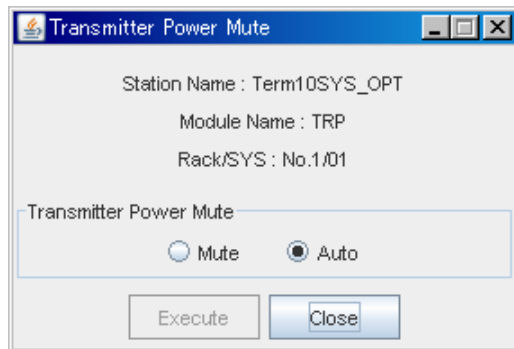 Transmitter Power Mute
Station Name : Term10SYS_OPT
Module Name : TRP
Rack/SYS : No.1/01
Transmitter Power Mute
Mute Auto
Execute Close